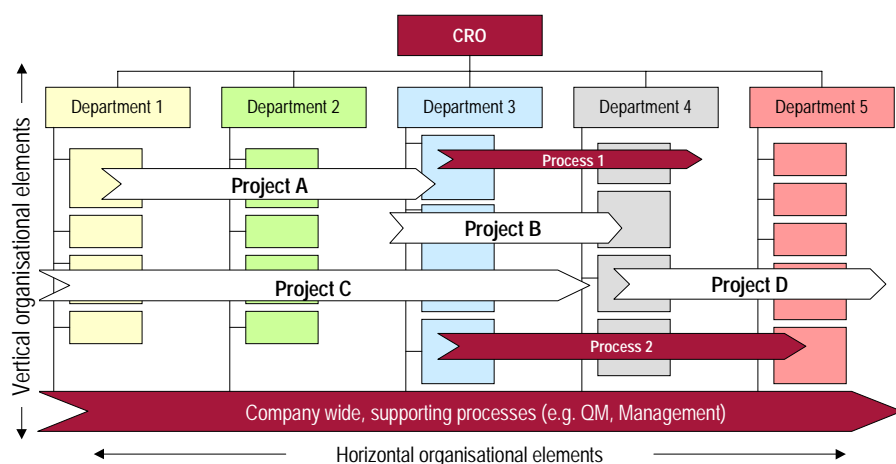 CRO
Department 1
Department 2
Department 3
Department 4
Department 5
Process 1
Project A
Project B
Project C
Project D
Process 2
Company wide, supporting processes (e.g. QM, Management)
Vertical organisational elements
Horizontal organisational elements